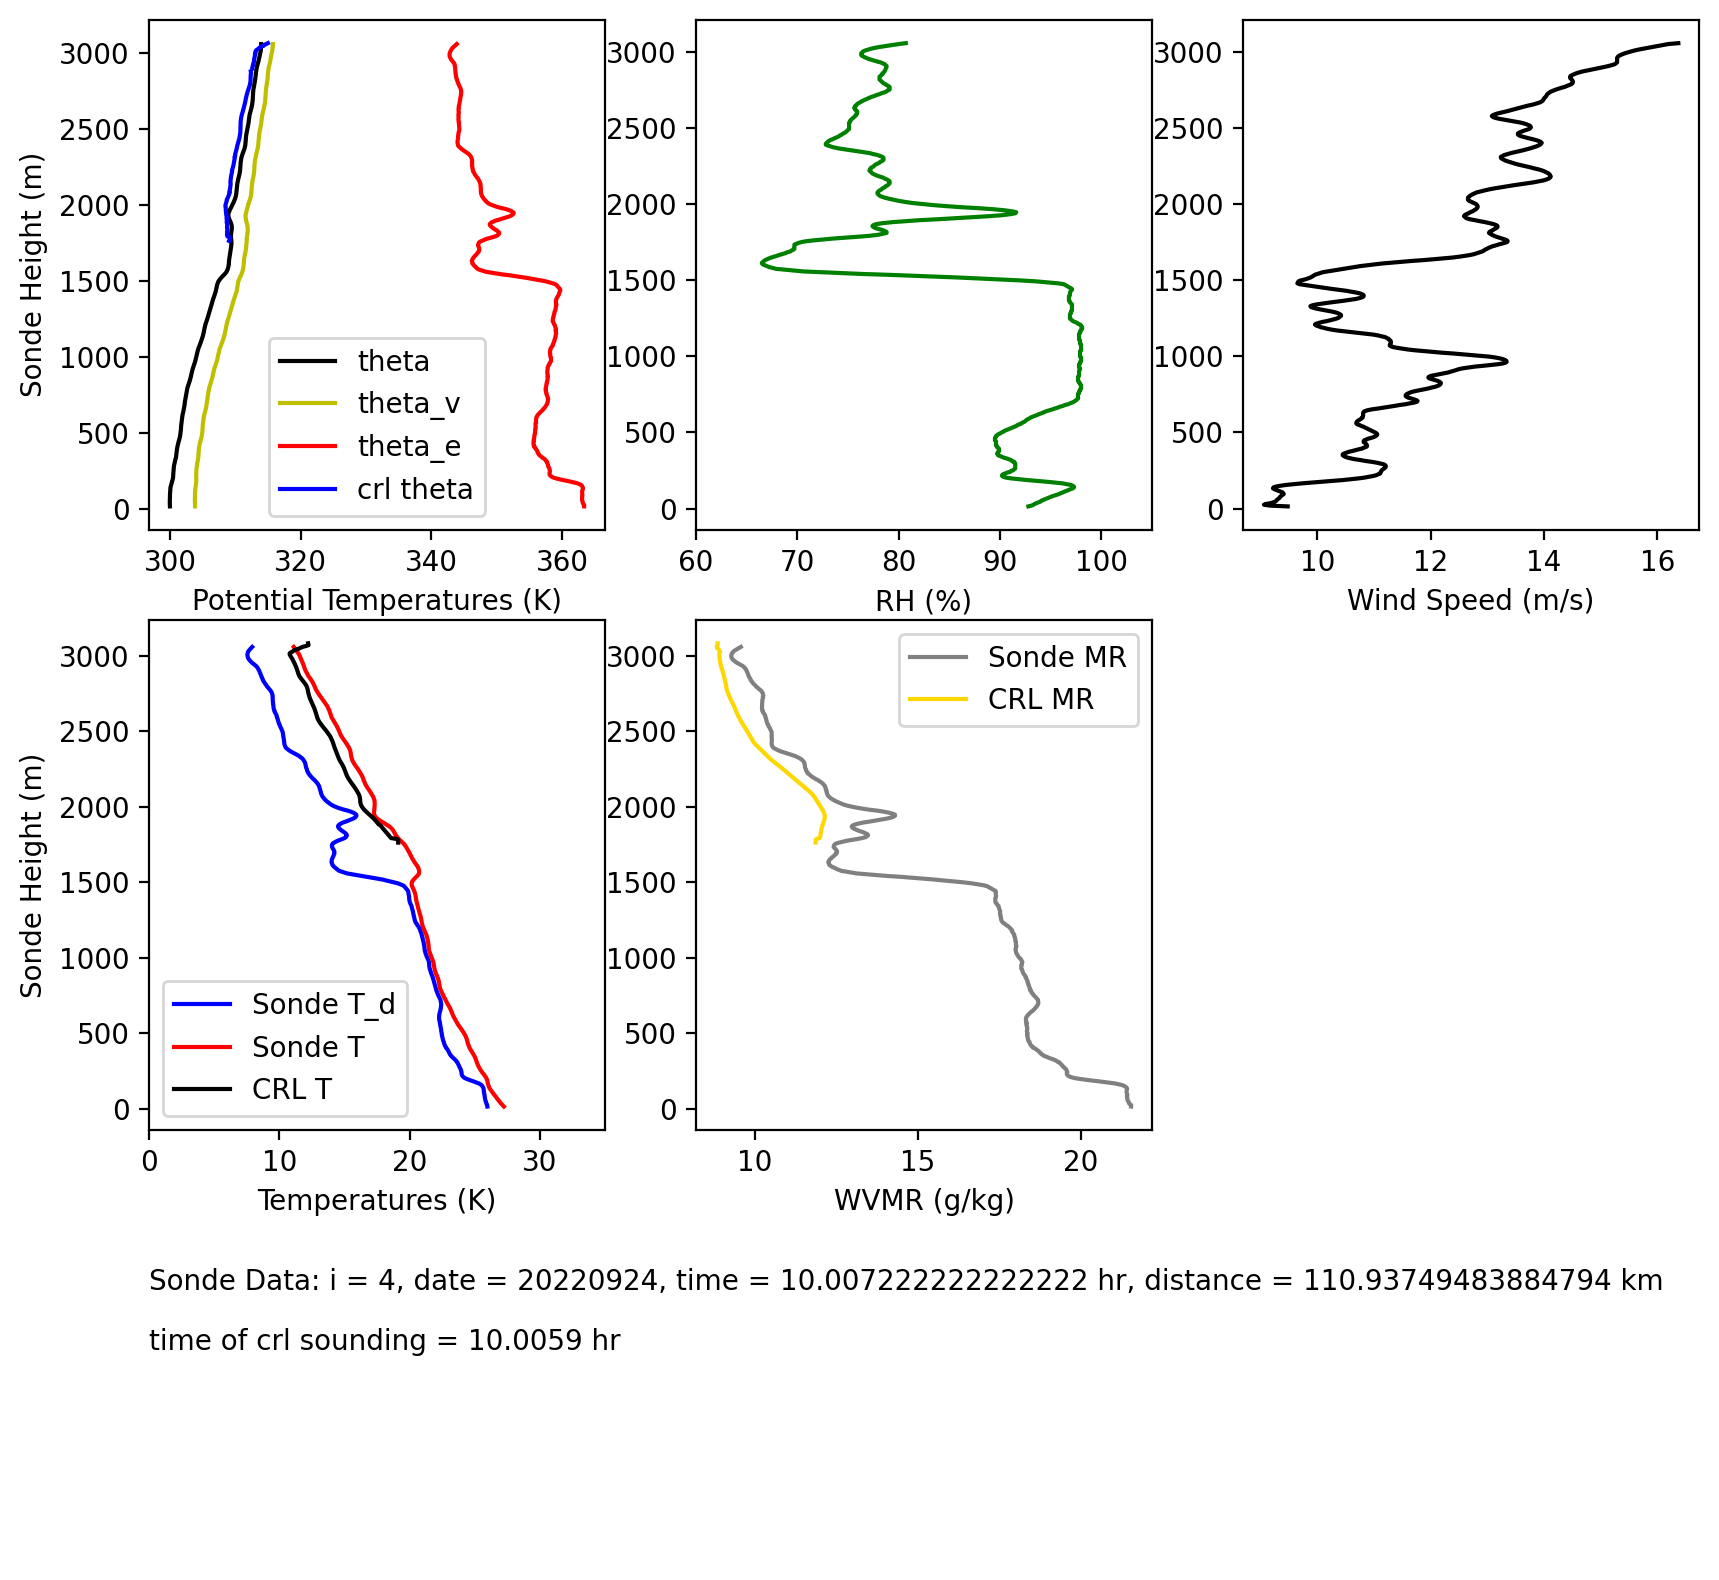 3000
2500
2000
1500
1000
500
0
Sonde Height (m)
300 320 340 360
Potential Temperatures (K)
theta
theta_v
theta_e
crl theta
3000
2500
2000
1500
1000
500
0
60 70 80 90 100
RH (%)
3000
2500
2000
1500
1000
500
0
10 12 14 16
Wind Speed (m/s)
3000
2500
2000
1500
1000
500
0
Sonde Height (m)
Sonde T_d
Sonde T
CRL T
0 10 20 30
Temperatures (K)
3000
2500
2000
1500
1000
500
0
Sonde MR
CRL MR
10 15 20
WVMR (g/kg)
Sonde Data: i = 4, date = 20220924, time = 10.007222222222222 hr, distance = 110.93749483884794 km
time of crl sounding = 10.0059 hr